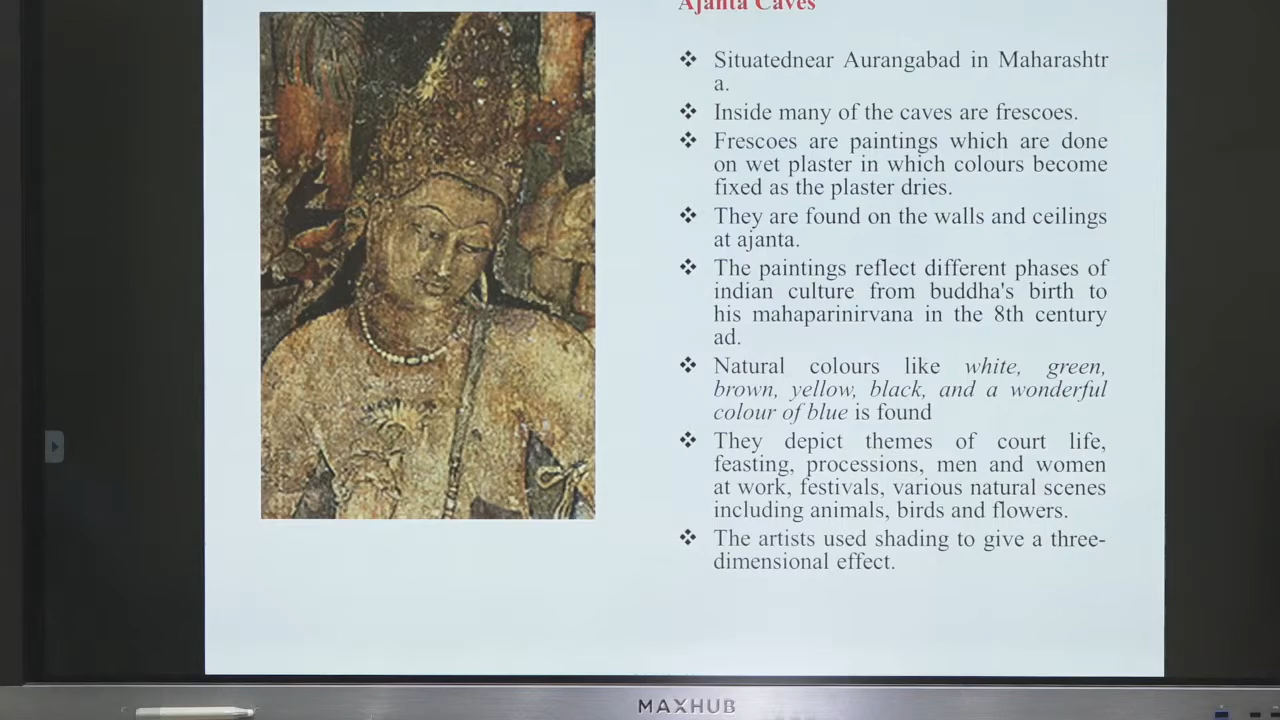 Ajanta Caves
Situatednear Aurangabad in Maharashtr
a.
Inside many of the caves are frescoes.
Frescoes are paintings which are done
on wet plaster in which colours become
fixed as the plaster dries.
They are found on the walls and ceilings
at ajanta.
The paintings reflect different phases of
indian culture from buddha's birth to
his mahaparinirvana in the 8th century
ad.
Natural colours like white, green,
brown, yellow, black, and a wonderful
colour of blue is found
They depict themes of court life,
feasting, processions, men and women
at work, festivals, various natural scenes
including animals, birds and flowers.
The artists used shading to give a three-
dimensional effect.
MAXHUB